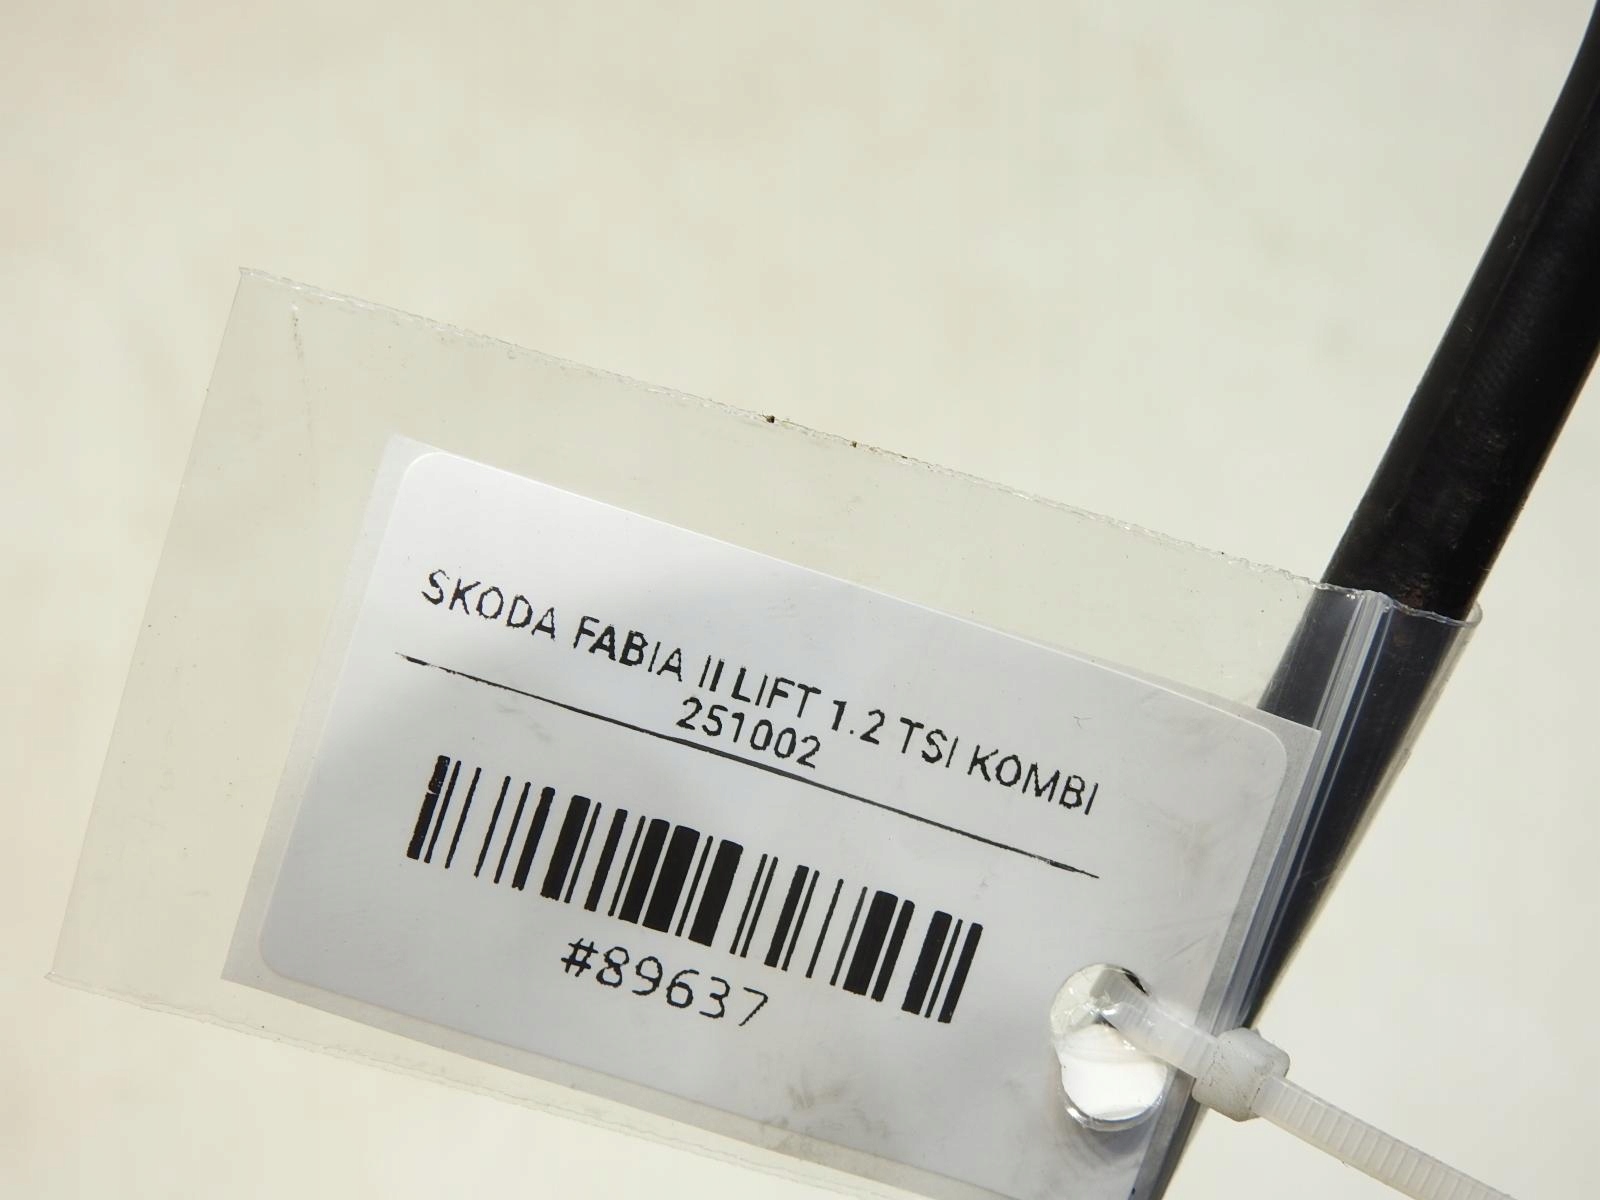 SKODA FABIA II LIFT 1.2 TSI KOMBI
251002
#89637